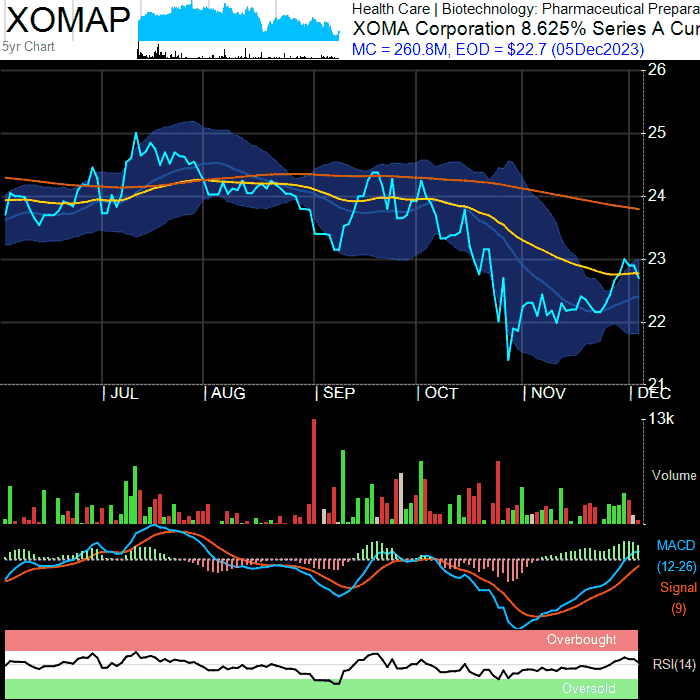 XOMAP
5yr Chart
Health Care | Biotechnology: Pharmaceutical Prepara
XOMA Corporation 8.625% Series A Cur
MC = 260.8M, EOD = $22.7 (05Dec2023)
26
25
24
23
22
21
JUL
AUG
SEP
OCT
NOV
DEC
13k
Volume
MACD
(12-26)
Signal
(9)
Overbought
RSI(14)
Oversold